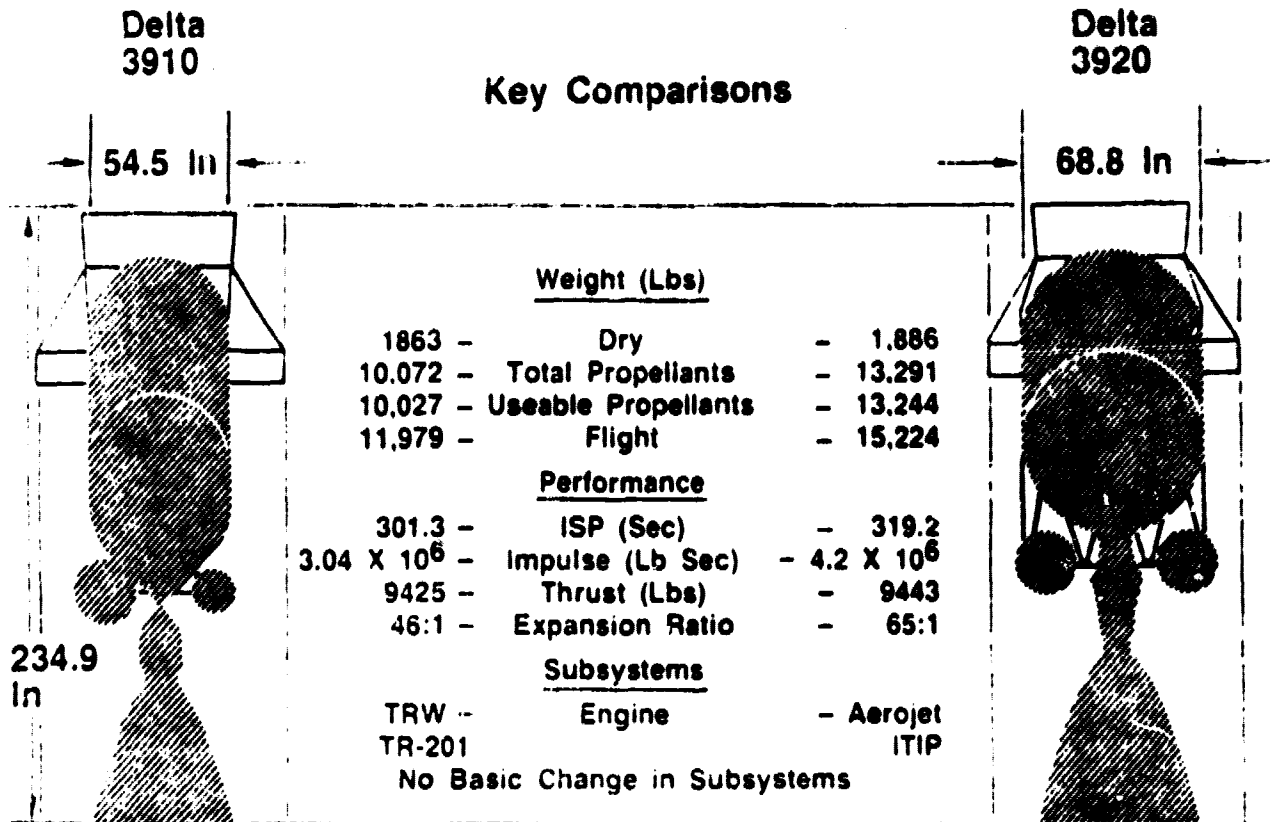 Delta
3910
Delta
3920
Key Comparisons
54.5 In
68.8 In
Weight (Lbs)
1863 - Dry - 1.886
10,072 - Total Propellants - 13,291
10,027 - Useable Propellants - 13,244
11,979 - Flight - 15,224
Performance
301.3 - ISP (Sec) - 319.2
3.04 X 10⁶ - Impulse (Lb Sec) - 4.2 X 10⁶
9425 - Thrust (Lbs) - 9443
46:1 - Expansion Ratio - 65:1
234.9
In
Subsystems
TRW - Engine - Aerojet
TR-201 ITIP
No Basic Change in Subsystems